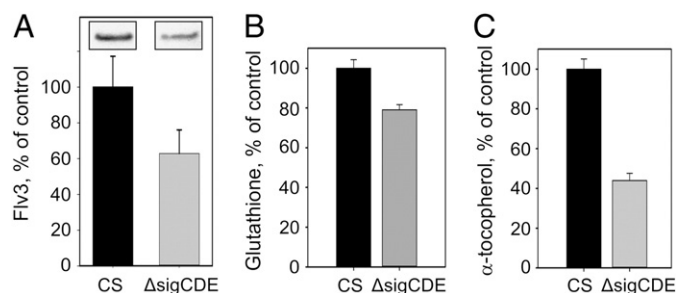 A
Flv3, % of control
100
80
60
40
20
0
CS ΔsigCDE
B
Glutathione, % of control
100
80
60
40
20
0
CS ΔsigCDE
C
α-tocopherol, % of control
100
80
60
40
20
0
CS ΔsigCDE